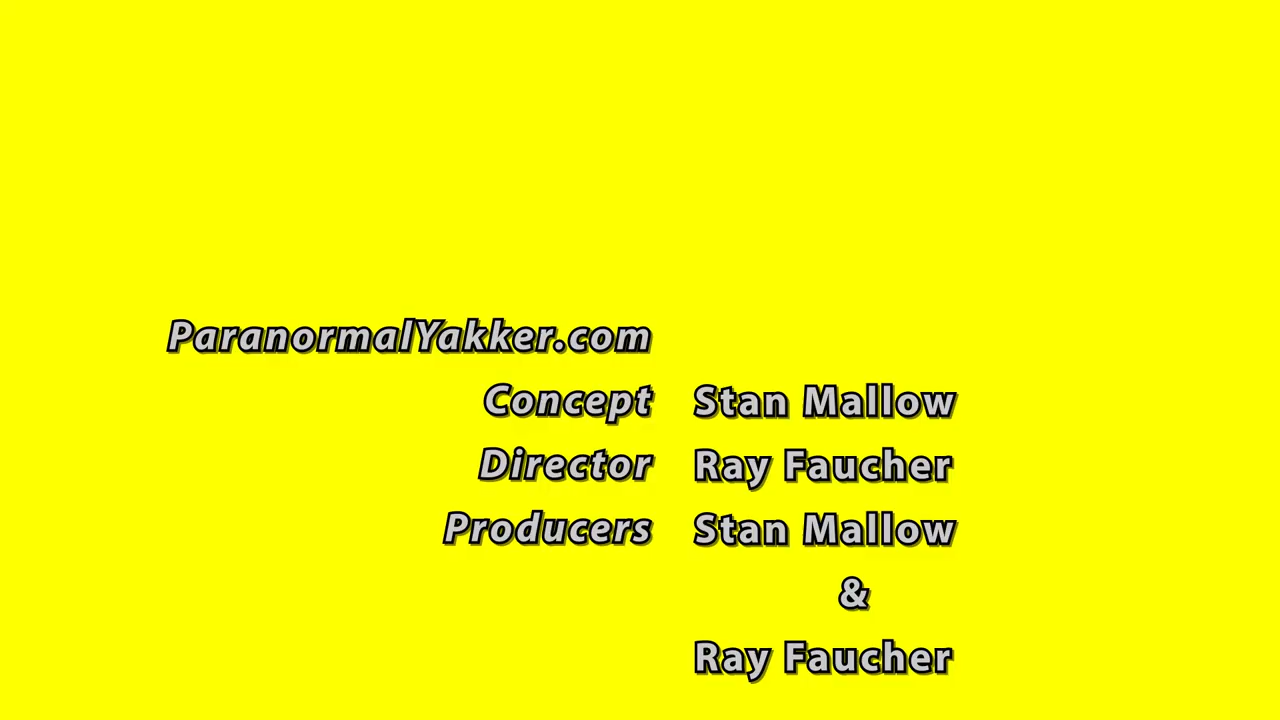 ParanormalYakker.com
Concept Stan Mallow
Director Ray Faucher
Producers Stan Mallow
&
Ray Faucher